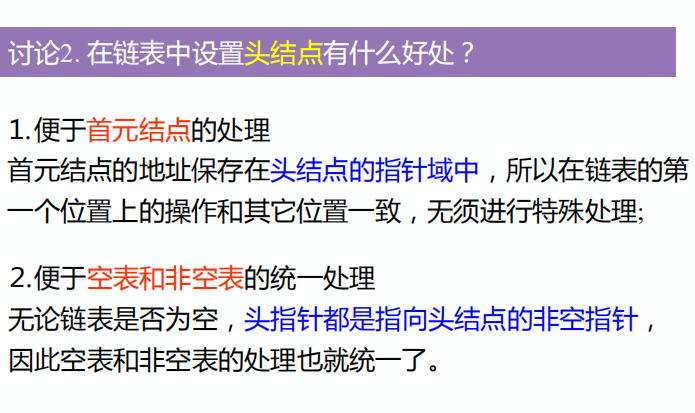 讨论2. 在链表中设置头结点有什么好处？
1.便于首元结点的处理
首元结点的地址保存在头结点的指针域中，所以在链表的第
一个位置上的操作和其它位置一致，无须进行特殊处理;
2.便于空表和非空表的统一处理
无论链表是否为空，头指针都是指向头结点的非空指针，
因此空表和非空表的处理也就统一了。